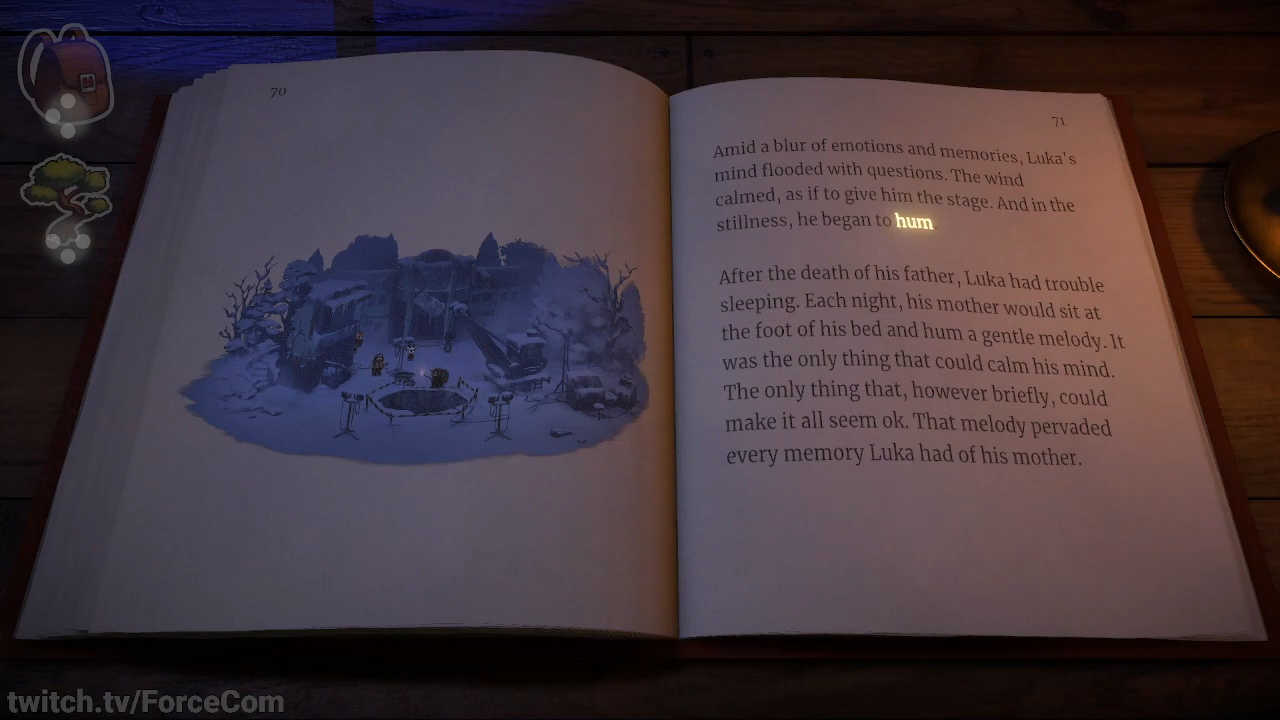 70
71
Amid a blur of emotions and memories, Luka's
mind flooded with questions. The wind
calmed, as if to give him the stage. And in the
stillness, he began to hum.
After the death of his father, Luka had trouble
sleeping. Each night, his mother would sit at
the foot of his bed and hum a gentle melody. It
was the only thing that could calm his mind.
The only thing that, however briefly, could
make it all seem ok. That melody pervaded
every memory Luka had of his mother.
twitch.tv/ForceCom